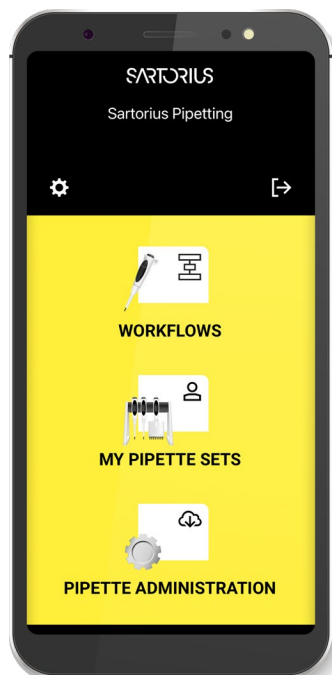 SARTORIUS
Sartorius Pipetting
WORKFLOWS
MY PIPETTE SETS
PIPETTE ADMINISTRATION